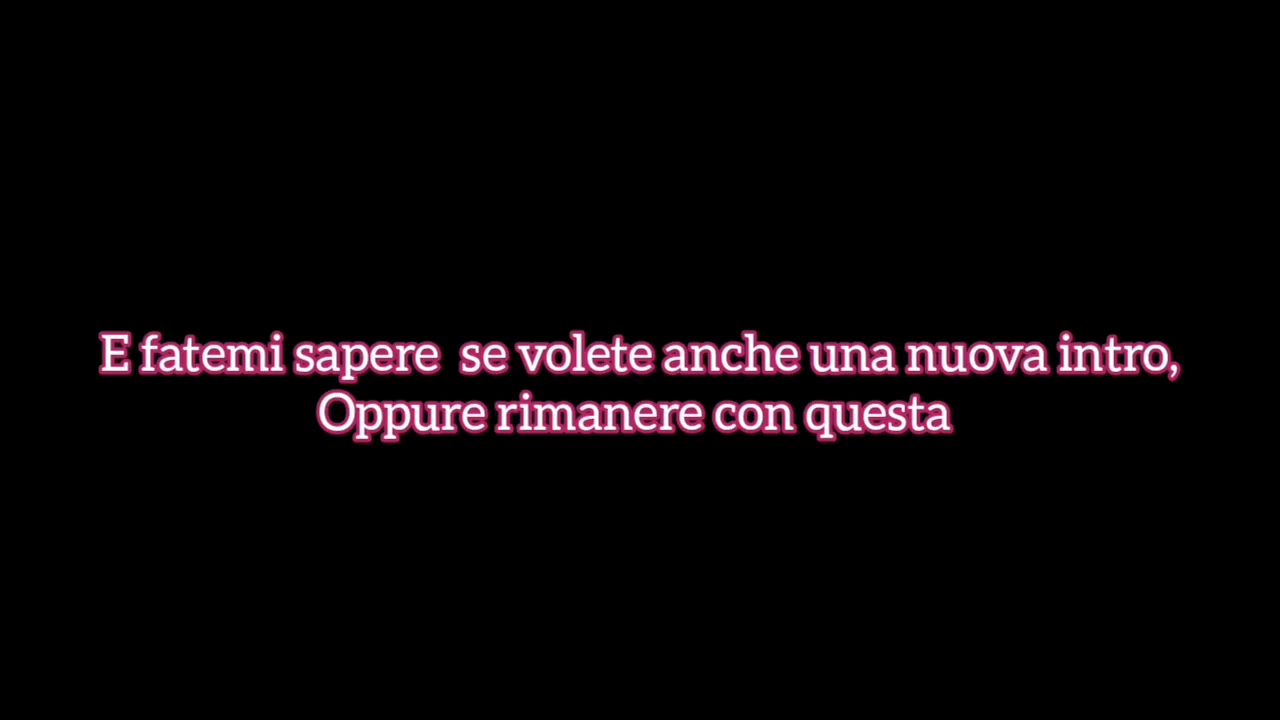 E fatemi sapere  se volete anche una nuova intro,
Oppure rimanere con questa